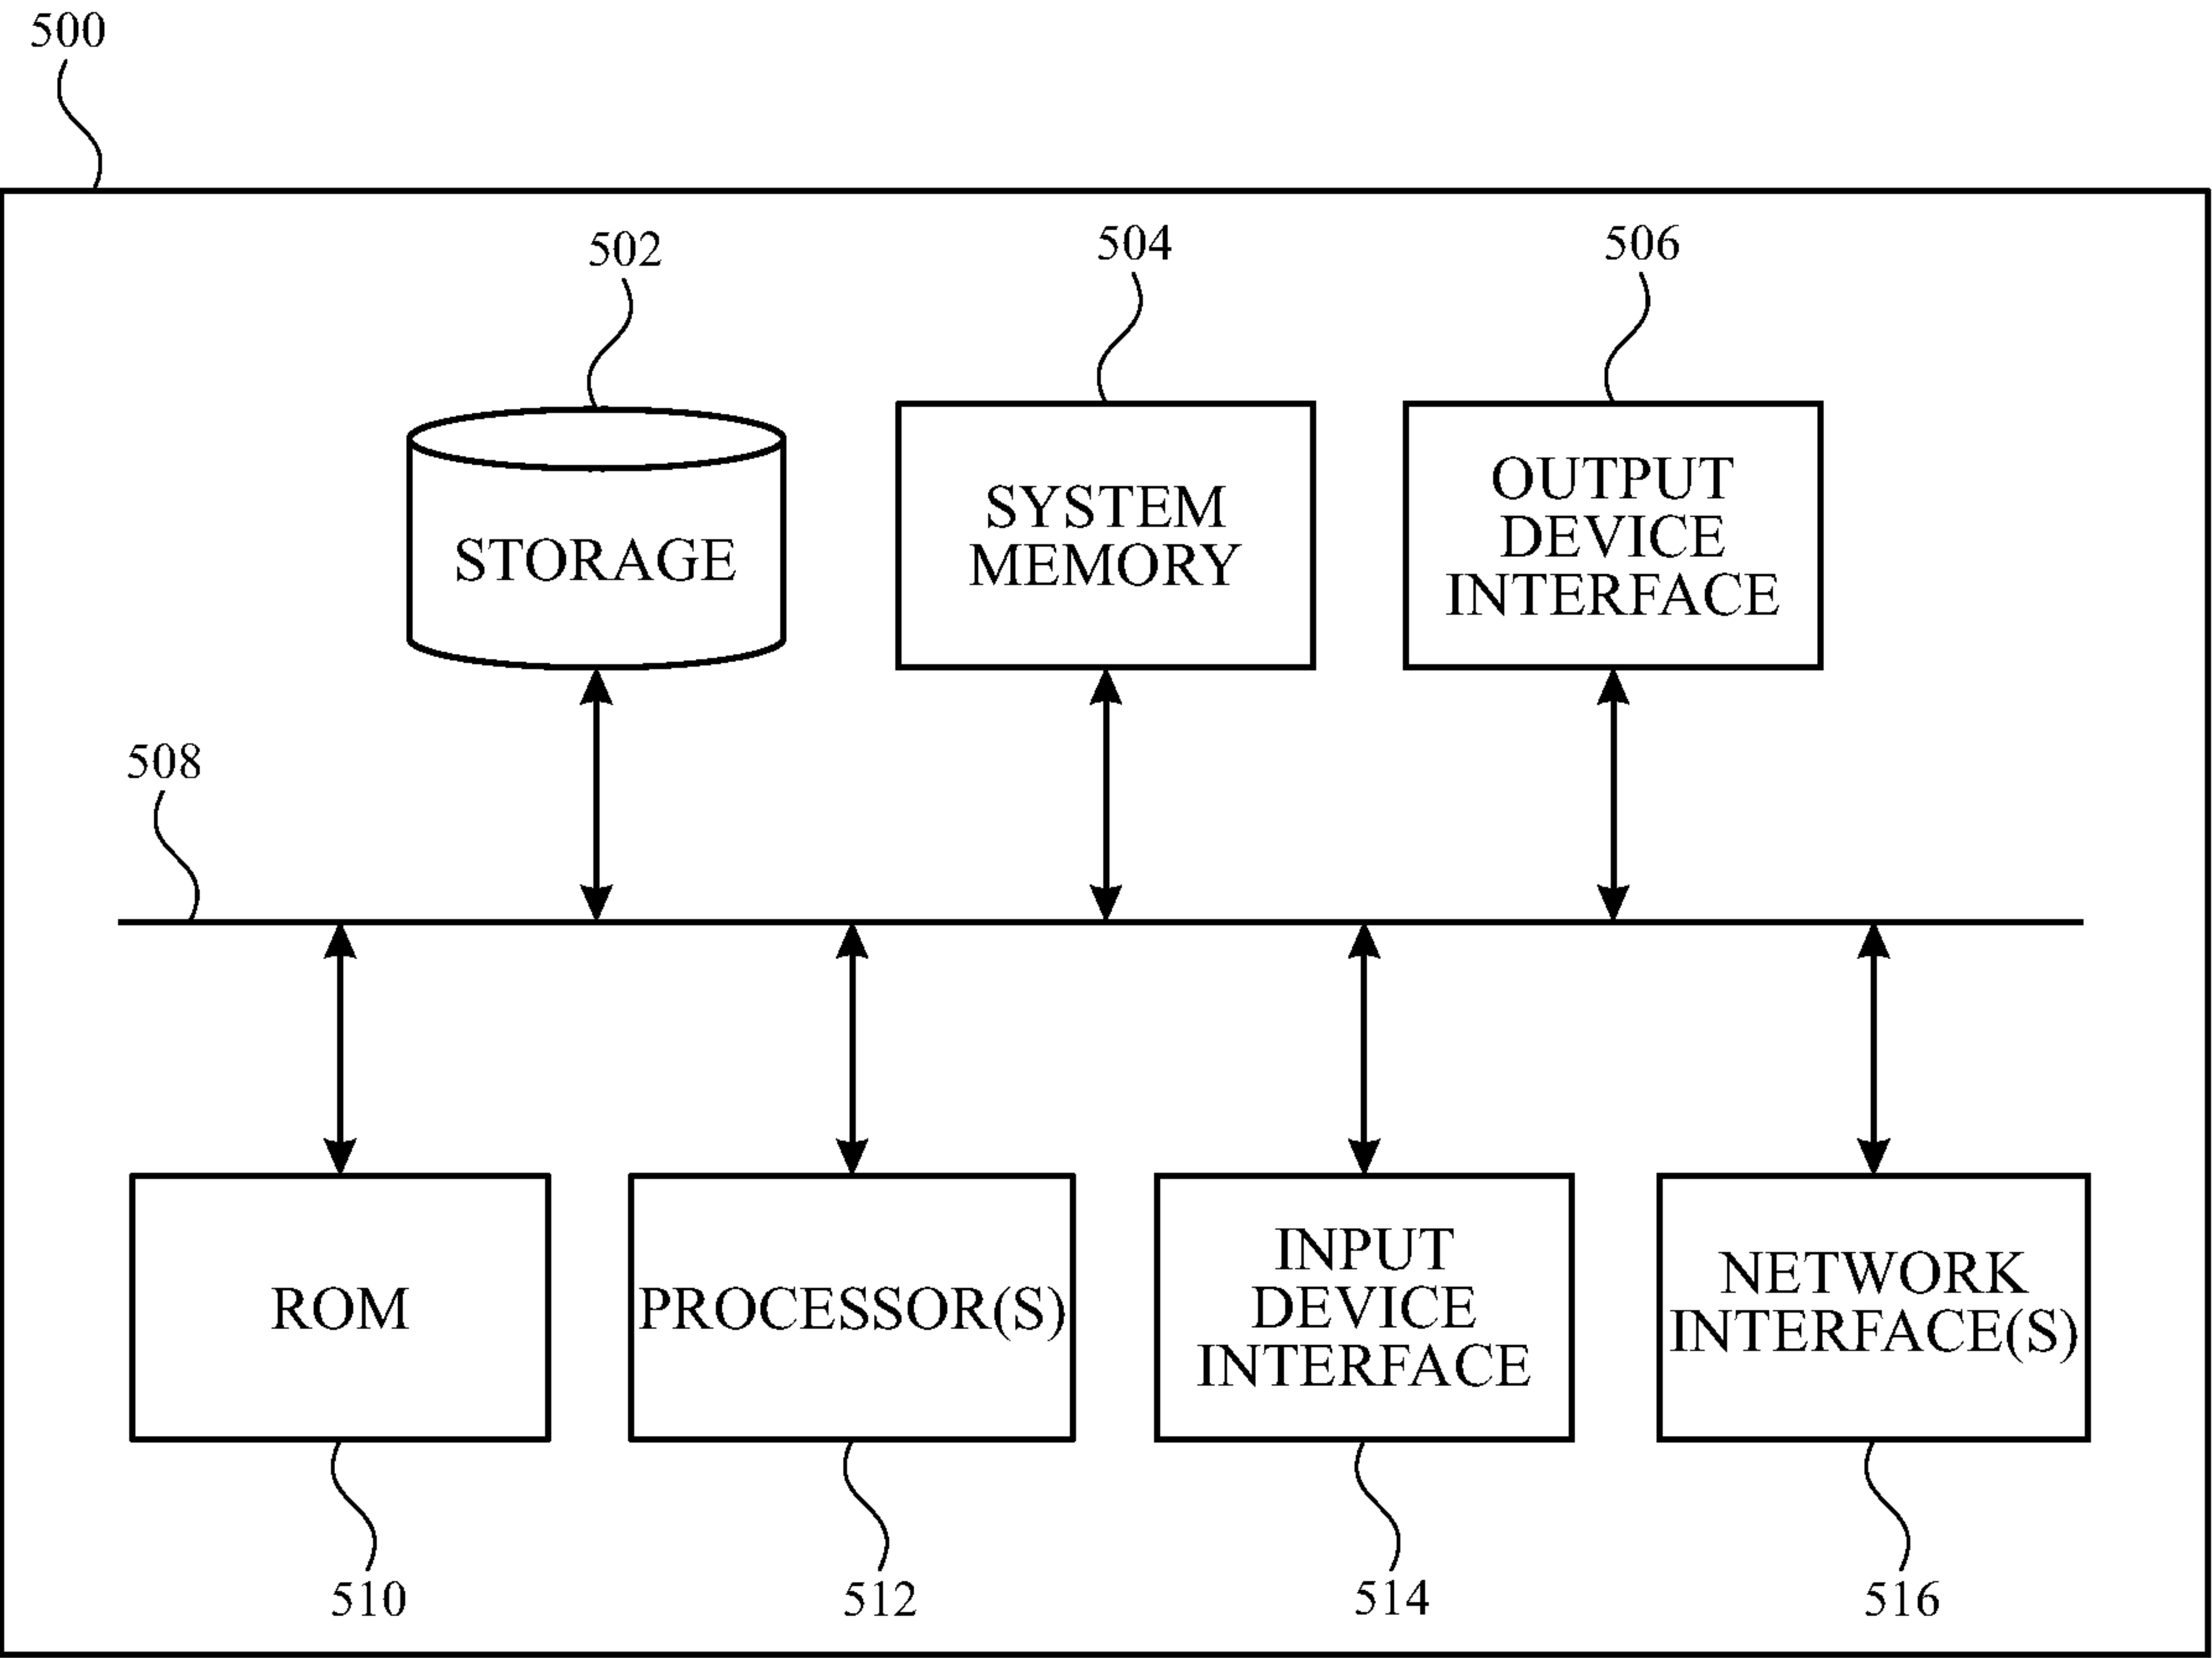 500
502
504
506
STORAGE
SYSTEM
MEMORY
OUTPUT
DEVICE
INTERFACE
508
ROM
PROCESSOR(S)
INPUT
DEVICE
INTERFACE
NETWORK
INTERFACE(S)
510
512
514
516